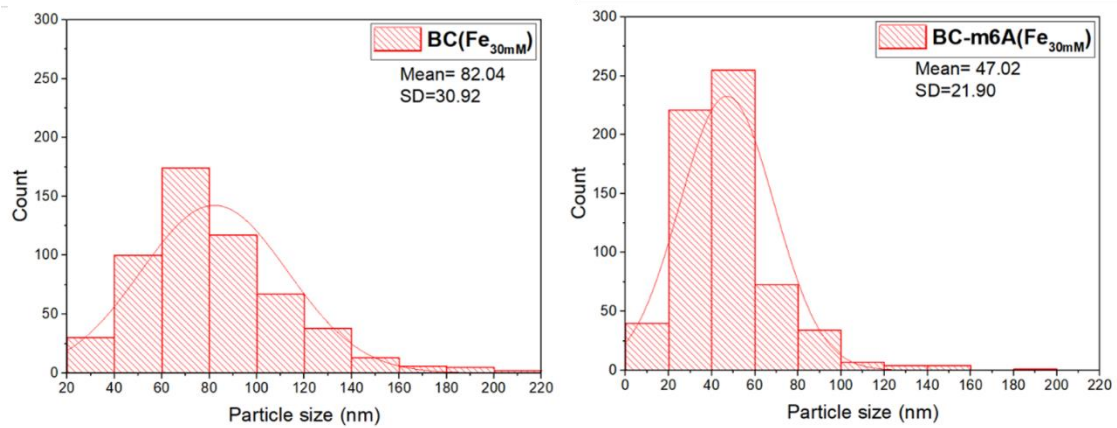 300
250
200
150
100
50
0
Count
BC(Fe30mM)
Mean= 82.04
SD=30.92
20 40 60 80 100 120 140 160 180 200 220
Particle size (nm)
300
250
200
150
100
50
0
Count
BC-m6A(Fe30mM)
Mean= 47.02
SD=21.90
0 20 40 60 80 100 120 140 160 180 200 220
Particle size (nm)